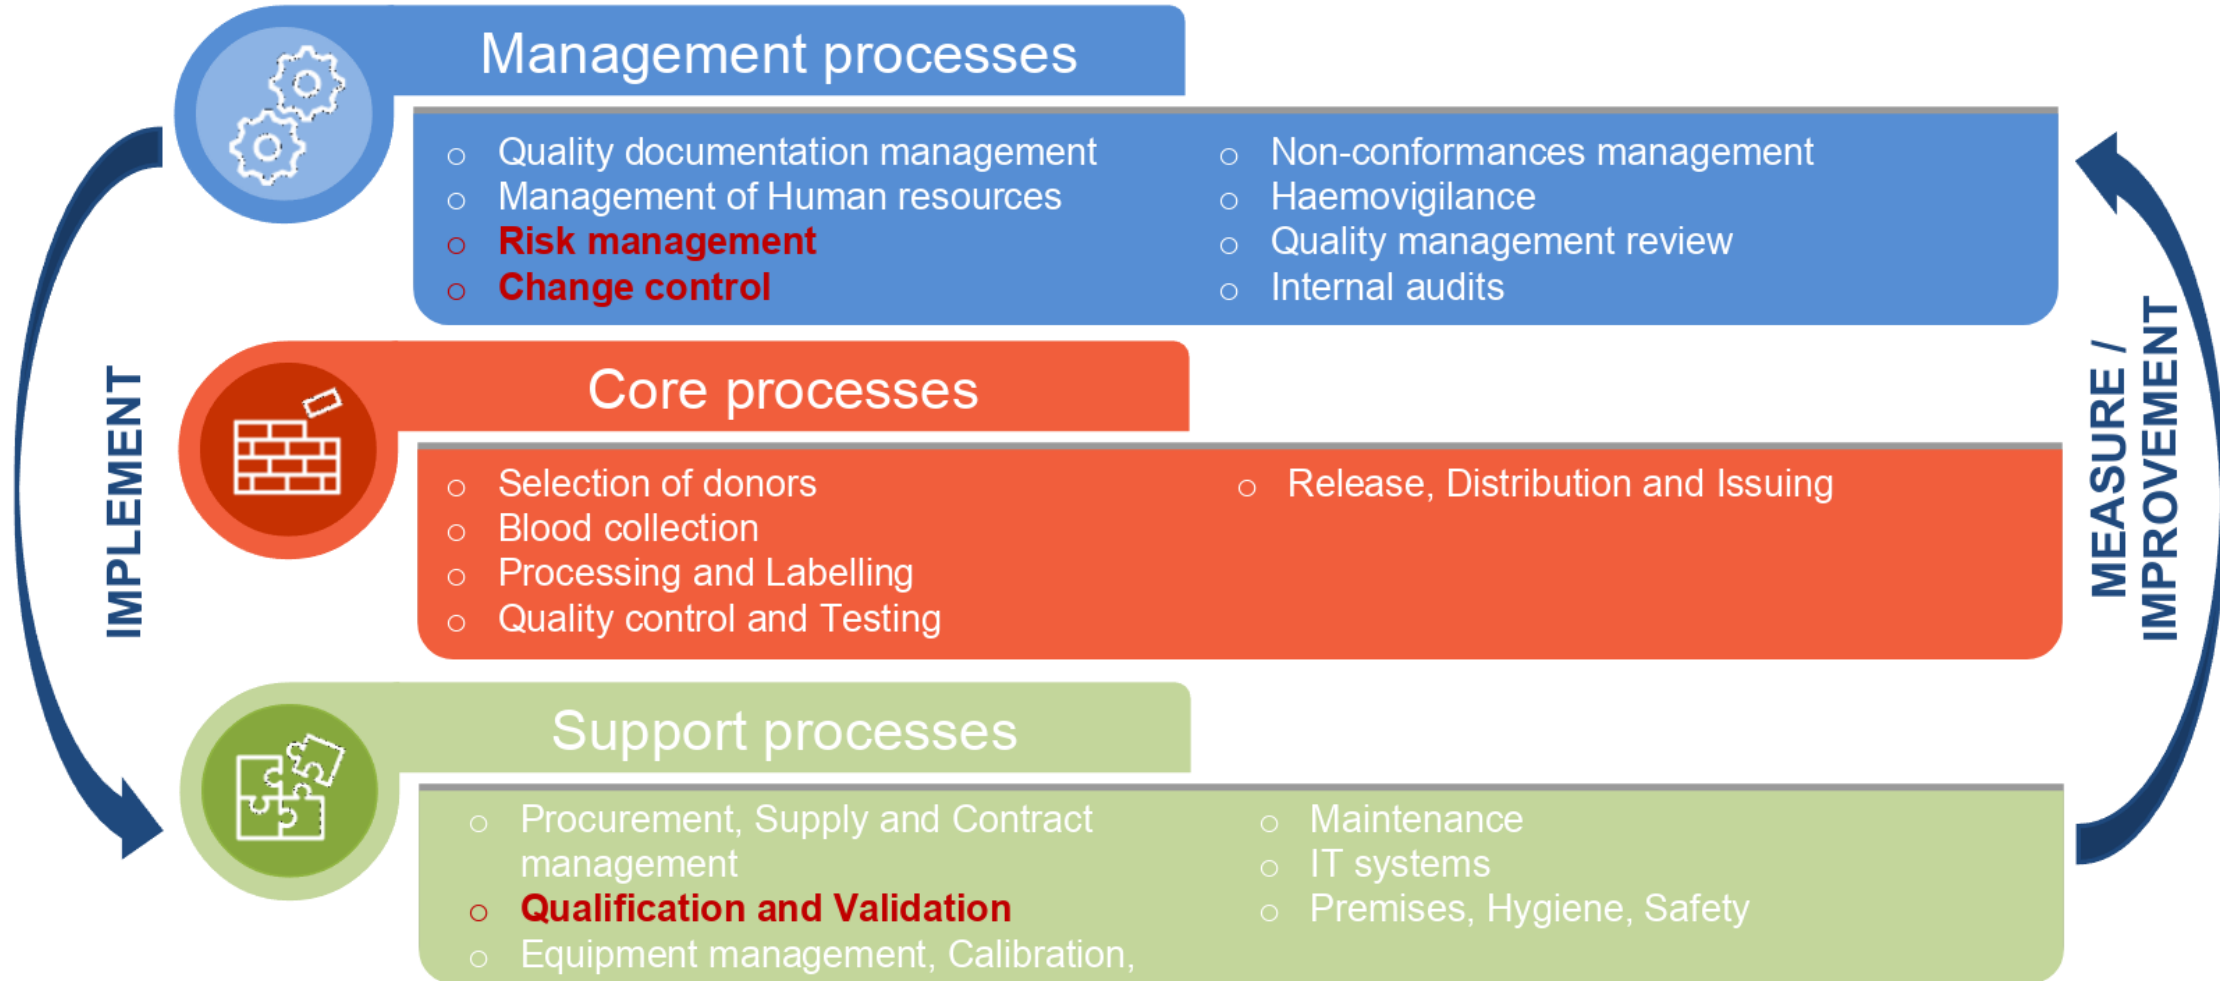 Management processes
○ Quality documentation management
○ Management of Human resources
○ Risk management
○ Change control
○ Non-conformances management
○ Haemovigilance
○ Quality management review
○ Internal audits
IMPLEMENT
Core processes
○ Selection of donors
○ Blood collection
○ Processing and Labelling
○ Quality control and Testing
○ Release, Distribution and Issuing
MEASURE /
IMPROVEMENT
Support processes
○ Procurement, Supply and Contract
management
○ Qualification and Validation
○ Equipment management, Calibration,
○ Maintenance
○ IT systems
○ Premises, Hygiene, Safety